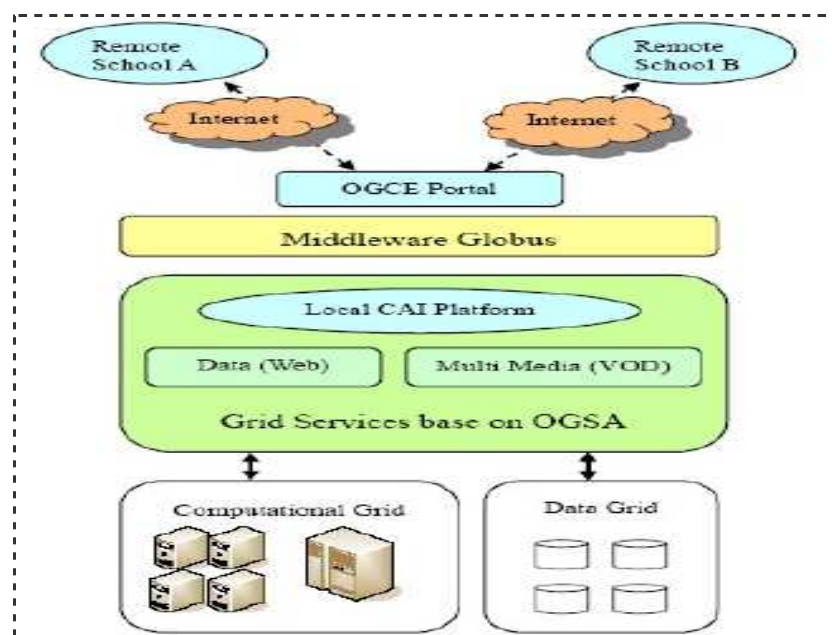 Remote
School A
Remote
School B
Internet
Internet
OGCE Portal
Middleware Globus
Local CAI Platform
Data (Web)
Multi Media (VOD)
Grid Services base on OGSA
Computational Grid
Data Grid